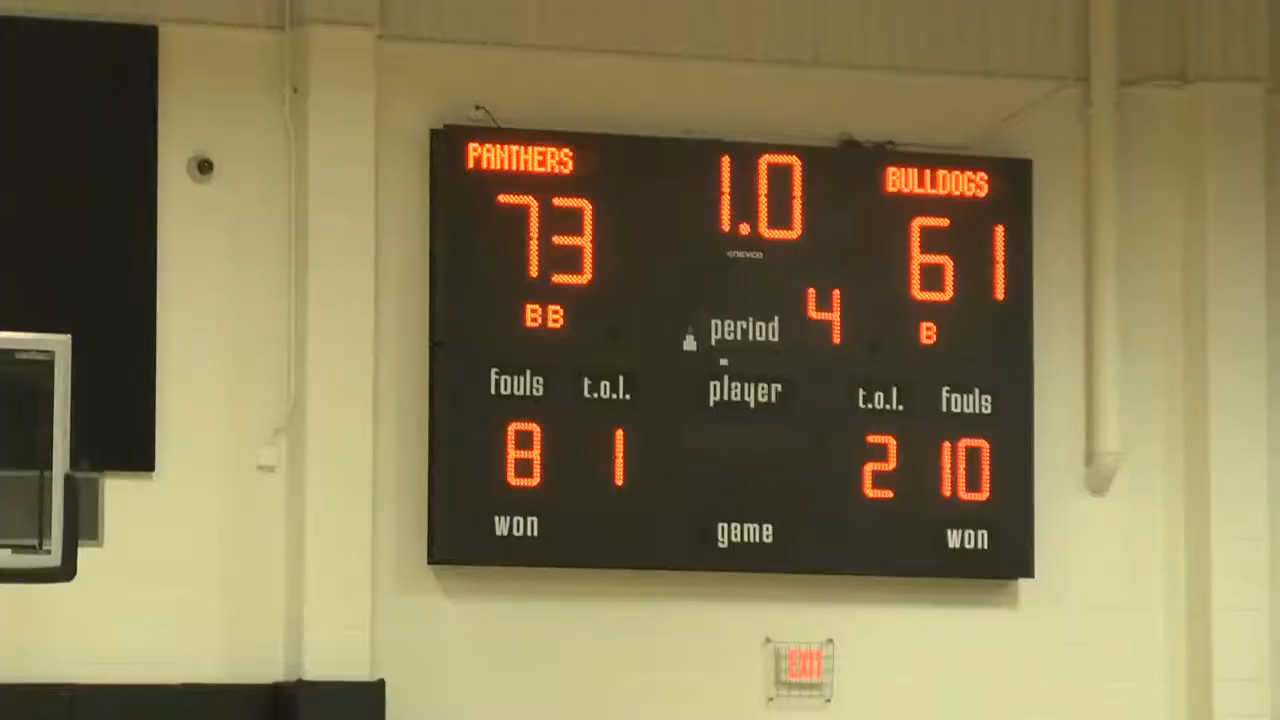 PANTHERS 1.0 BULLDOGS
73 61
NEVCO
BB period 4 B
fouls t.o.l. player t.o.l. fouls
8 1 2 10
won game won
EXIT